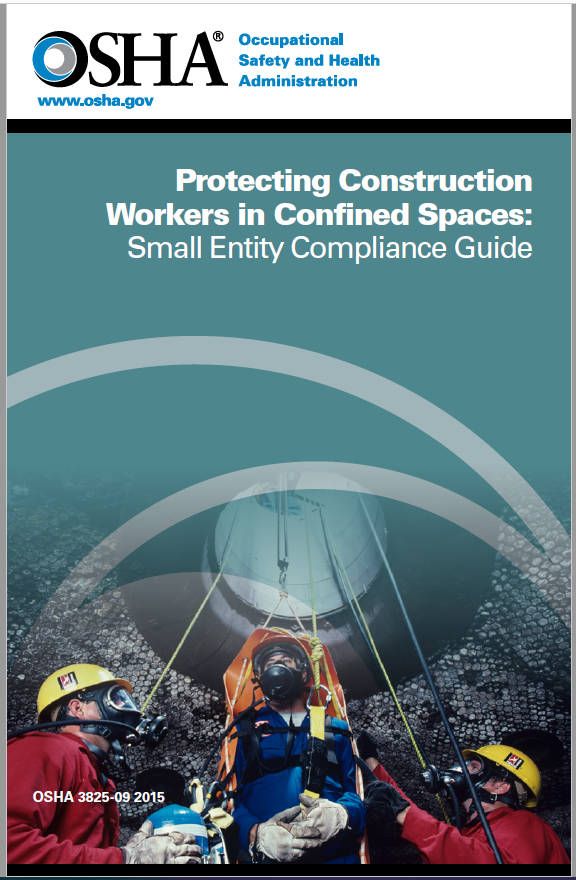 OSHA®
Occupational
Safety and Health
Administration
www.osha.gov
Protecting Construction
Workers in Confined Spaces:
Small Entity Compliance Guide
OSHA 3825-09 2015